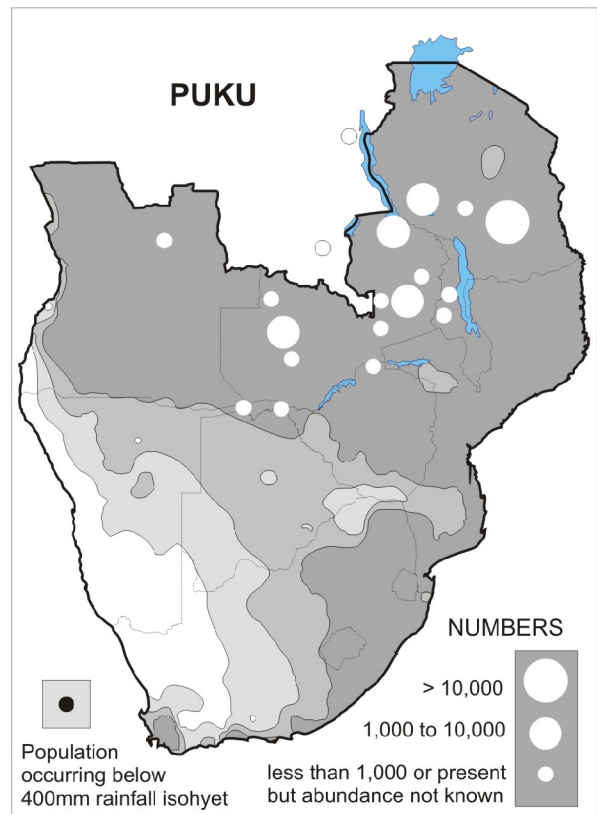 PUKU
NUMBERS
> 10,000
1,000 to 10,000
less than 1,000 or present
but abundance not known
Population
occurring below
400mm rainfall isohyet